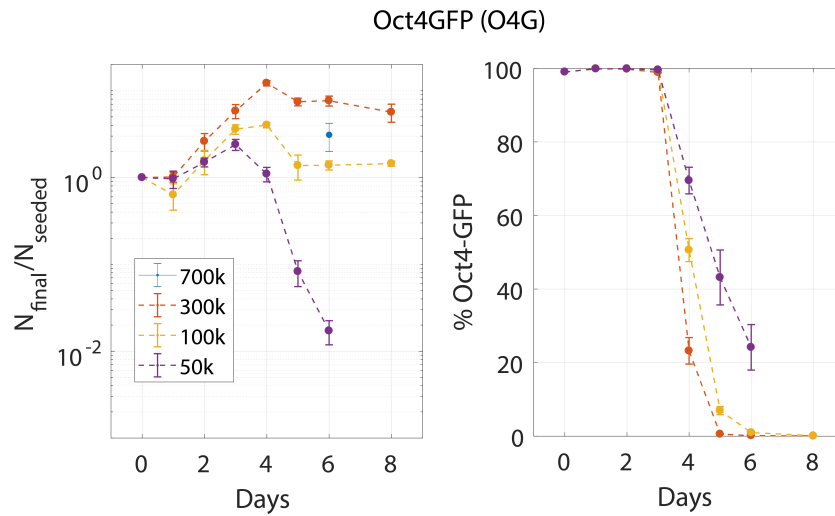 Oct4GFP (O4G)
N_final/N_seeded
10^0
10^-2
700k
300k
100k
50k
0 2 4 6 8
Days
% Oct4-GFP
100
80
60
40
20
0
0 2 4 6 8
Days